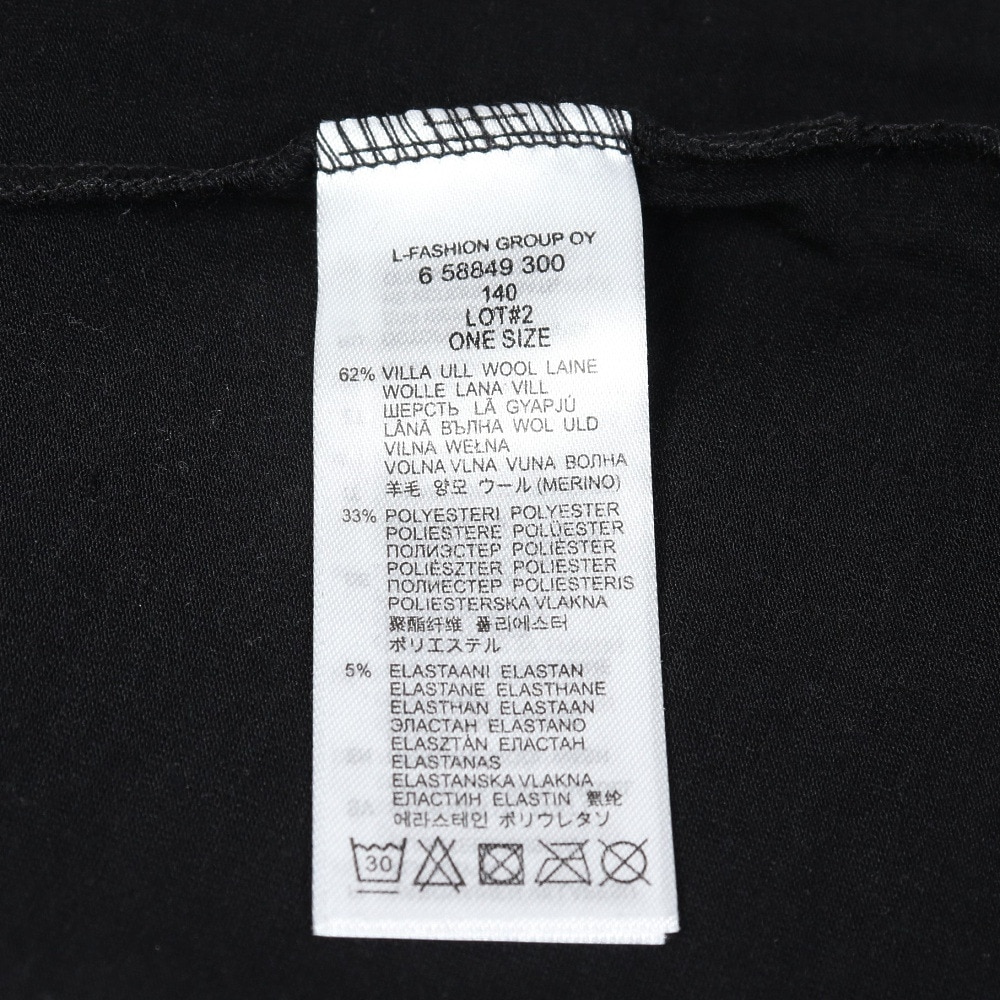 L-FASHION GROUP OY
6 58849 300
140
LOT#2
ONE SIZE
62% VILLA ULL WOOL LAINE
WOLLE LANA VILL
ШЕРСТЬ LĀ GYAPJÚ
LÂNĂ ВЪЛНА WOL ULD
VILNA WEŁNA
VOLNA VLNA VUNA ВОЛНА
羊毛 양모 ウール (MERINO)
33% POLYESTERI POLYESTER
POLIESTERE POLÜESTER
ПОЛИЭСТЕР POLIÈSTER
POLIÉSZTER POLIESTER
ПОЛИЕСТЕР POLIESTERIS
POLIESTERSKA VLAKNA
聚酯纤维 폴리에스터
ポリエステル
5% ELASTAANI ELASTAN
ELASTANE ELASTHANE
ELASTHAN ELASTAAN
ЭЛАСТАН ELASTANO
ELASZTÁN ЕЛАСТАН
ELASTANAS
ELASTANSKA VLAKNA
ЕЛАСТИН ELASTIN 氨纶
에라스테인 ポリウレタン
30